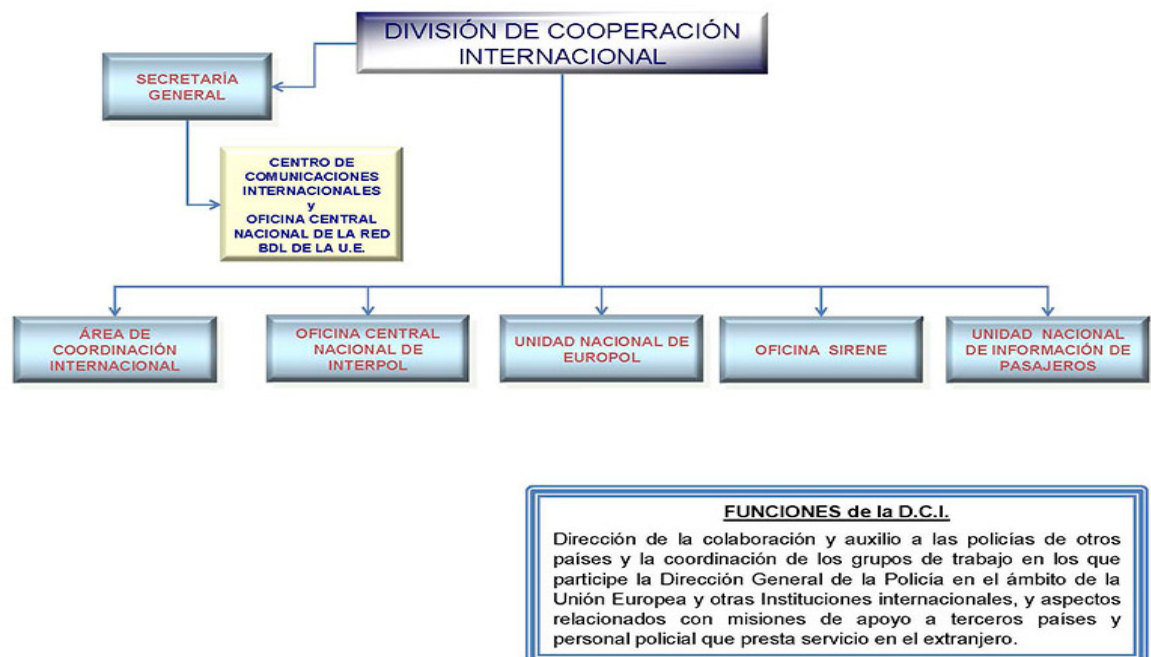 DIVISIÓN DE COOPERACIÓN
INTERNACIONAL
SECRETARÍA
GENERAL
CENTRO DE
COMUNICACIONES
INTERNACIONALES
y
OFICINA CENTRAL
NACIONAL DE LA RED
BDL DE LA U.E.
ÁREA DE
COORDINACIÓN
INTERNACIONAL
OFICINA CENTRAL
NACIONAL DE
INTERPOL
UNIDAD NACIONAL DE
EUROPOL
OFICINA SIRENE
UNIDAD NACIONAL
DE INFORMACIÓN DE
PASAJEROS
FUNCIONES de la D.C.I.
Dirección de la colaboración y auxilio a las policías de otros
países y la coordinación de los grupos de trabajo en los que
participe la Dirección General de la Policía en el ámbito de la
Unión Europea y otras Instituciones internacionales, y aspectos
relacionados con misiones de apoyo a terceros países y
personal policial que presta servicio en el extranjero.